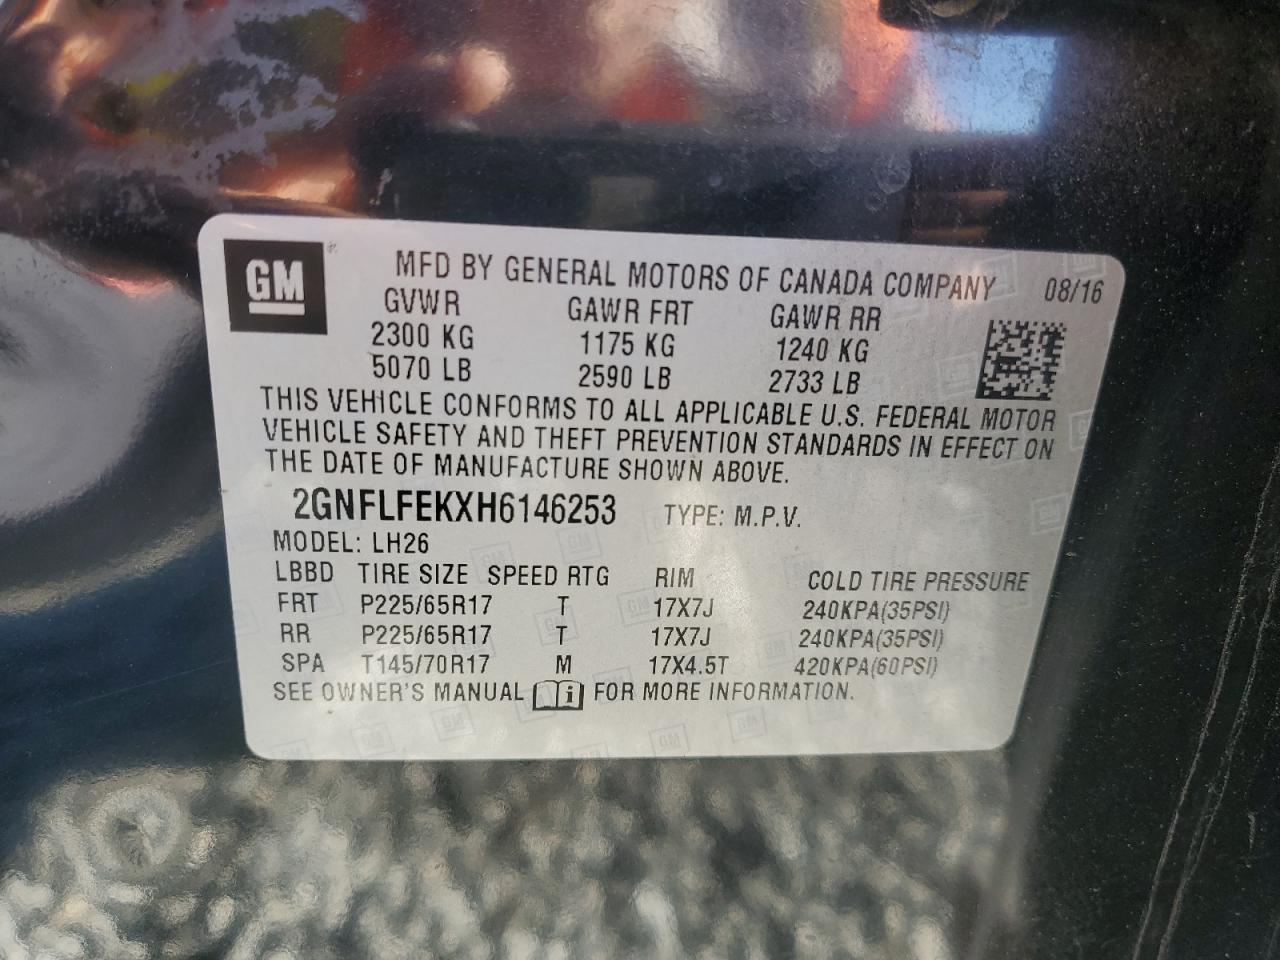 GM
MFD BY GENERAL MOTORS OF CANADA COMPANY 08/16
GVWR GAWR FRT GAWR RR
2300 KG 1175 KG 1240 KG
5070 LB 2590 LB 2733 LB
THIS VEHICLE CONFORMS TO ALL APPLICABLE U.S. FEDERAL MOTOR
VEHICLE SAFETY AND THEFT PREVENTION STANDARDS IN EFFECT ON
THE DATE OF MANUFACTURE SHOWN ABOVE.
2GNFLFEKXH6146253 TYPE: M.P.V.
MODEL: LH26
LBBD TIRE SIZE SPEED RTG RIM COLD TIRE PRESSURE
FRT P225/65R17 T 17X7J 240KPA(35PSI)
RR P225/65R17 T 17X7J 240KPA(35PSI)
SPA T145/70R17 M 17X4.5T 420KPA(60PSI)
SEE OWNER'S MANUAL i FOR MORE INFORMATION.